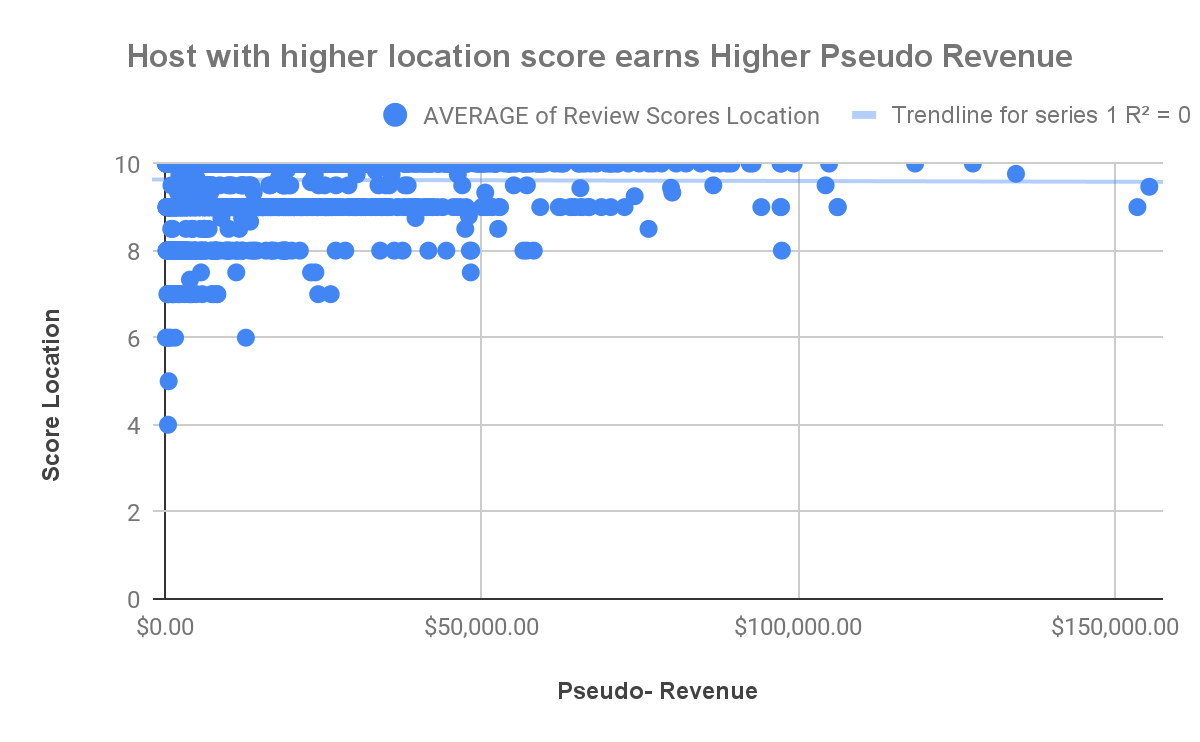 Host with higher location score earns Higher Pseudo Revenue
AVERAGE of Review Scores Location
Trendline for series 1 R² = 0
10
8
6
4
2
0
Score Location
$0.00
$50,000.00
$100,000.00
$150,000.00
Pseudo- Revenue